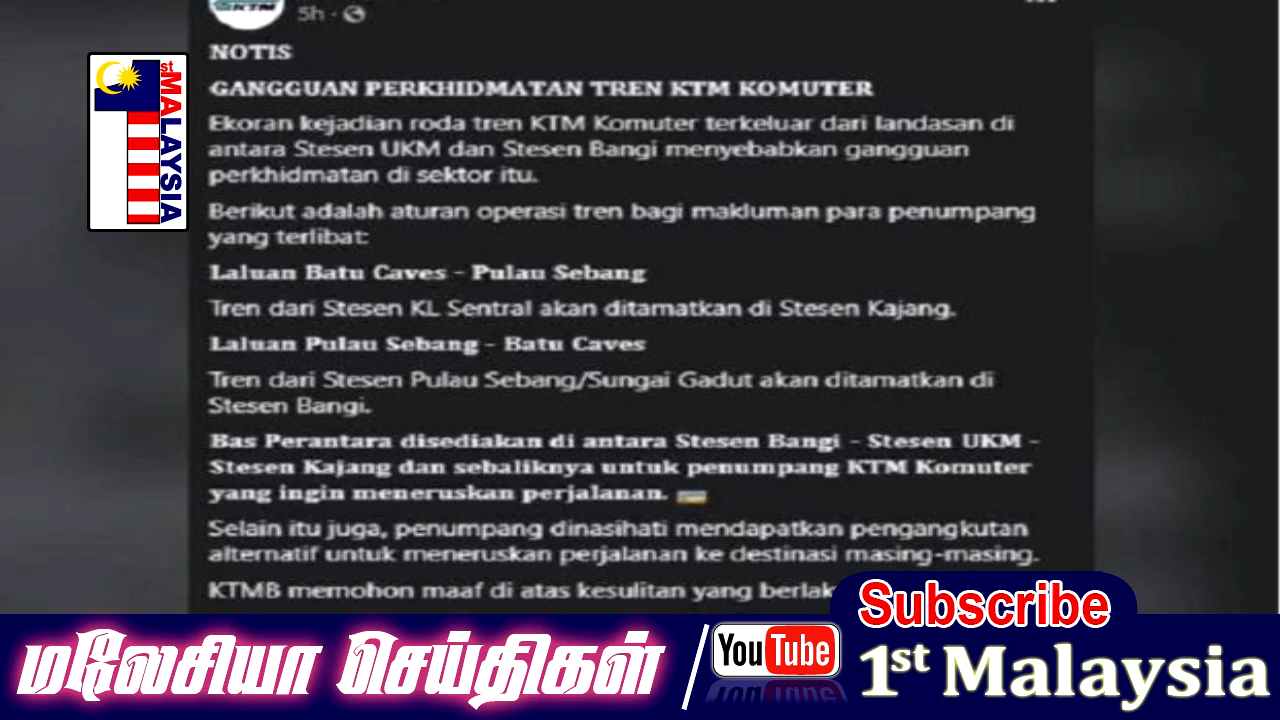 KTM
5h
NOTIS
GANGGUAN PERKHIDMATAN TREN KTM KOMUTER
Ekoran kejadian roda tren KTM Komuter terkeluar dari landasan di
antara Stesen UKM dan Stesen Bangi menyebabkan gangguan
perkhidmatan di sektor itu.
Berikut adalah aturan operasi tren bagi makluman para penumpang
yang terlibat:
Laluan Batu Caves - Pulau Sebang
Tren dari Stesen KL Sentral akan ditamatkan di Stesen Kajang.
Laluan Pulau Sebang - Batu Caves
Tren dari Stesen Pulau Sebang/Sungai Gadut akan ditamatkan di
Stesen Bangi.
Bas Perantara disediakan di antara Stesen Bangi - Stesen UKM -
Stesen Kajang dan sebaliknya untuk penumpang KTM Komuter
yang ingin meneruskan perjalanan.
Selain itu juga, penumpang dinasihati mendapatkan pengangkutan
alternatif untuk meneruskan perjalanan ke destinasi masing-masing.
KTMB memohon maaf di atas kesulitan yang
1st MALAYSIA
Subscribe
மலேசியா செய்திகள் / YouTube 1st Malaysia